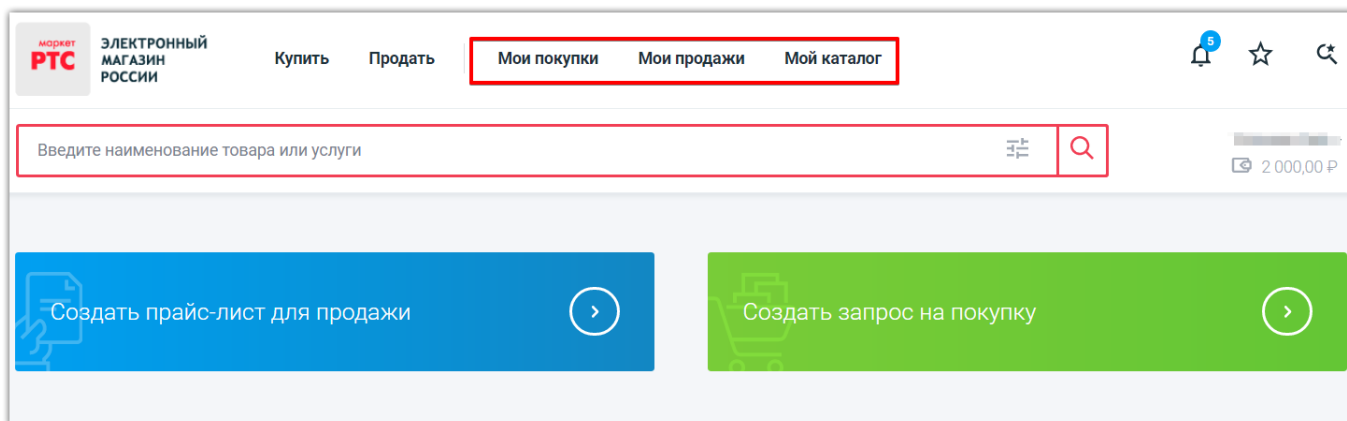 маркет
РТС
ЭЛЕКТРОННЫЙ
МАГАЗИН
РОССИИ
Купить Продать Мои покупки Мои продажи Мой каталог
5
Введите наименование товара или услуги
2 000,00 ₽
Создать прайс-лист для продажи
Создать запрос на покупку